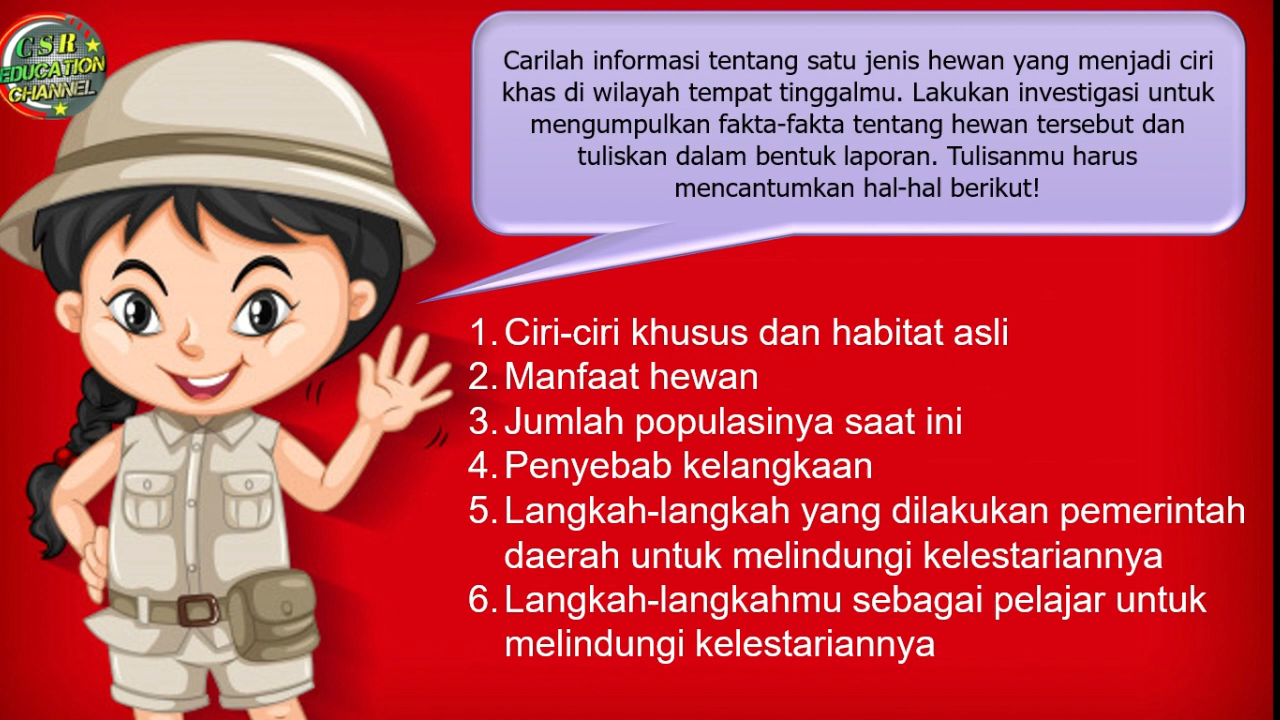 CSR
EDUCATION
CHANNEL
Carilah informasi tentang satu jenis hewan yang menjadi ciri
khas di wilayah tempat tinggalmu. Lakukan investigasi untuk
mengumpulkan fakta-fakta tentang hewan tersebut dan
tuliskan dalam bentuk laporan. Tulisanmu harus
mencantumkan hal-hal berikut!
1. Ciri-ciri khusus dan habitat asli
2. Manfaat hewan
3. Jumlah populasinya saat ini
4. Penyebab kelangkaan
5. Langkah-langkah yang dilakukan pemerintah
daerah untuk melindungi kelestariannya
6. Langkah-langkahmu sebagai pelajar untuk
melindungi kelestariannya